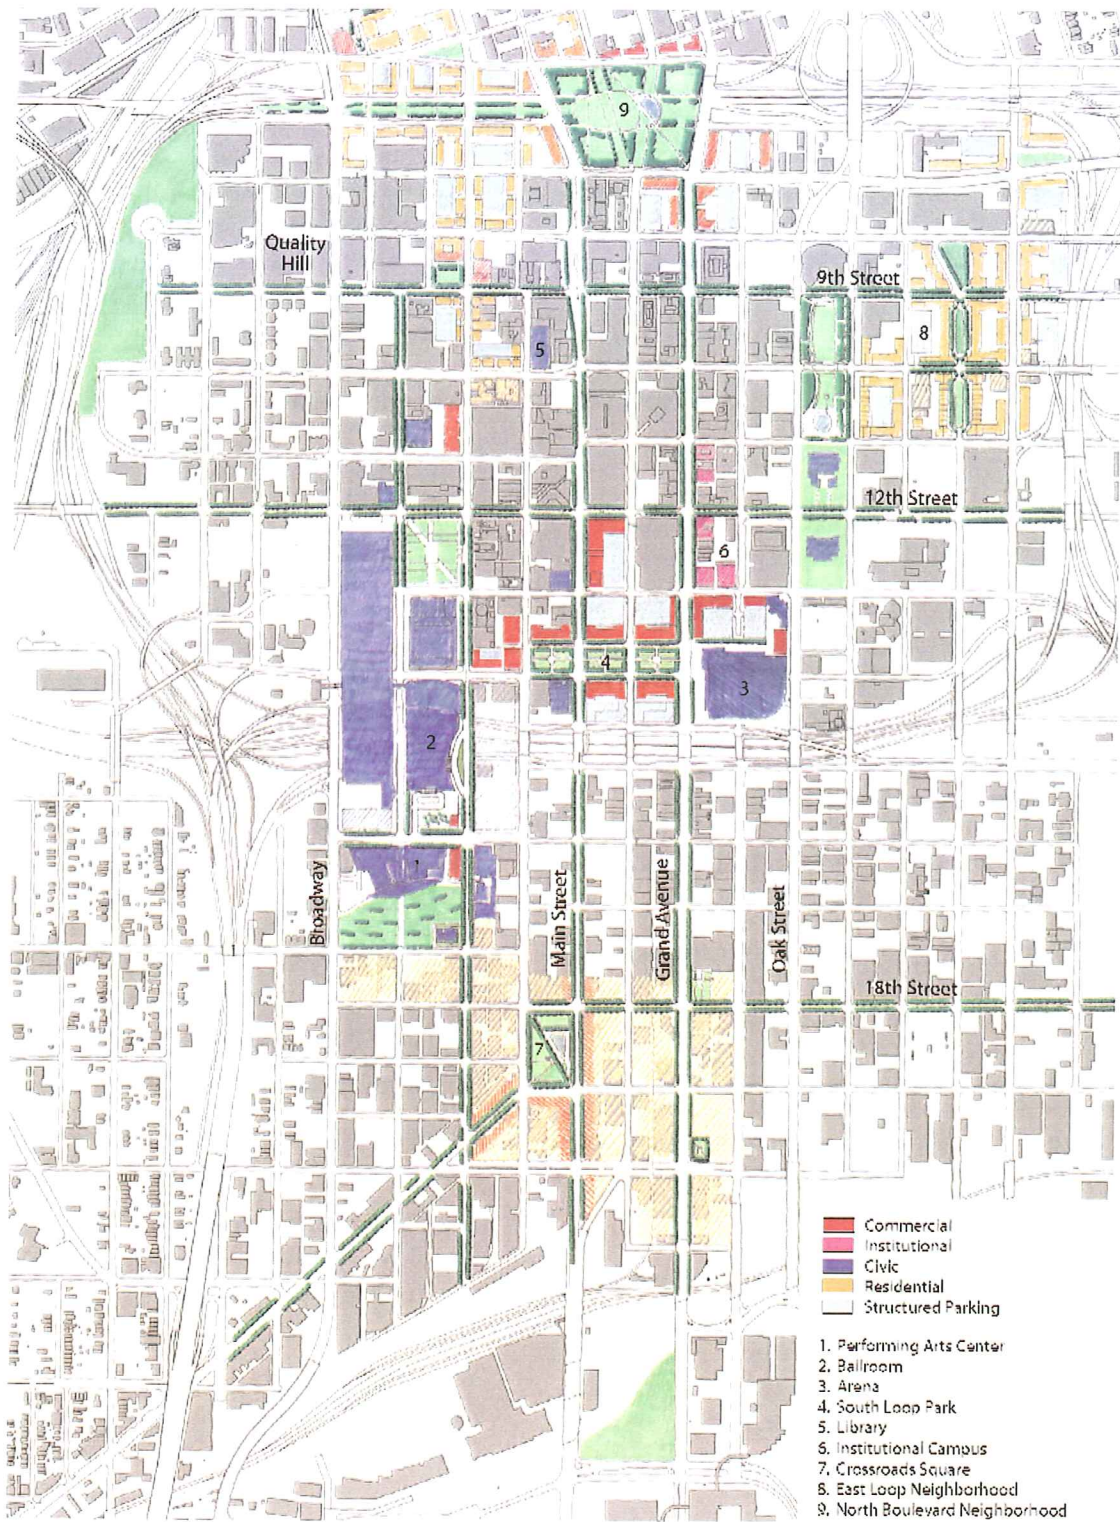 9
Quality
Hill
9th Street
8
5
12th Street
6
4
3
2
1
Broadway
Main Street
Grand Avenue
Oak Street
18th Street
7
Commercial
Institutional
Civic
Residential
Structured Parking
1. Performing Arts Center
2. Ballroom
3. Arena
4. South Loop Park
5. Library
6. Institutional Campus
7. Crossroads Square
8. East Loop Neighborhood
9. North Boulevard Neighborhood